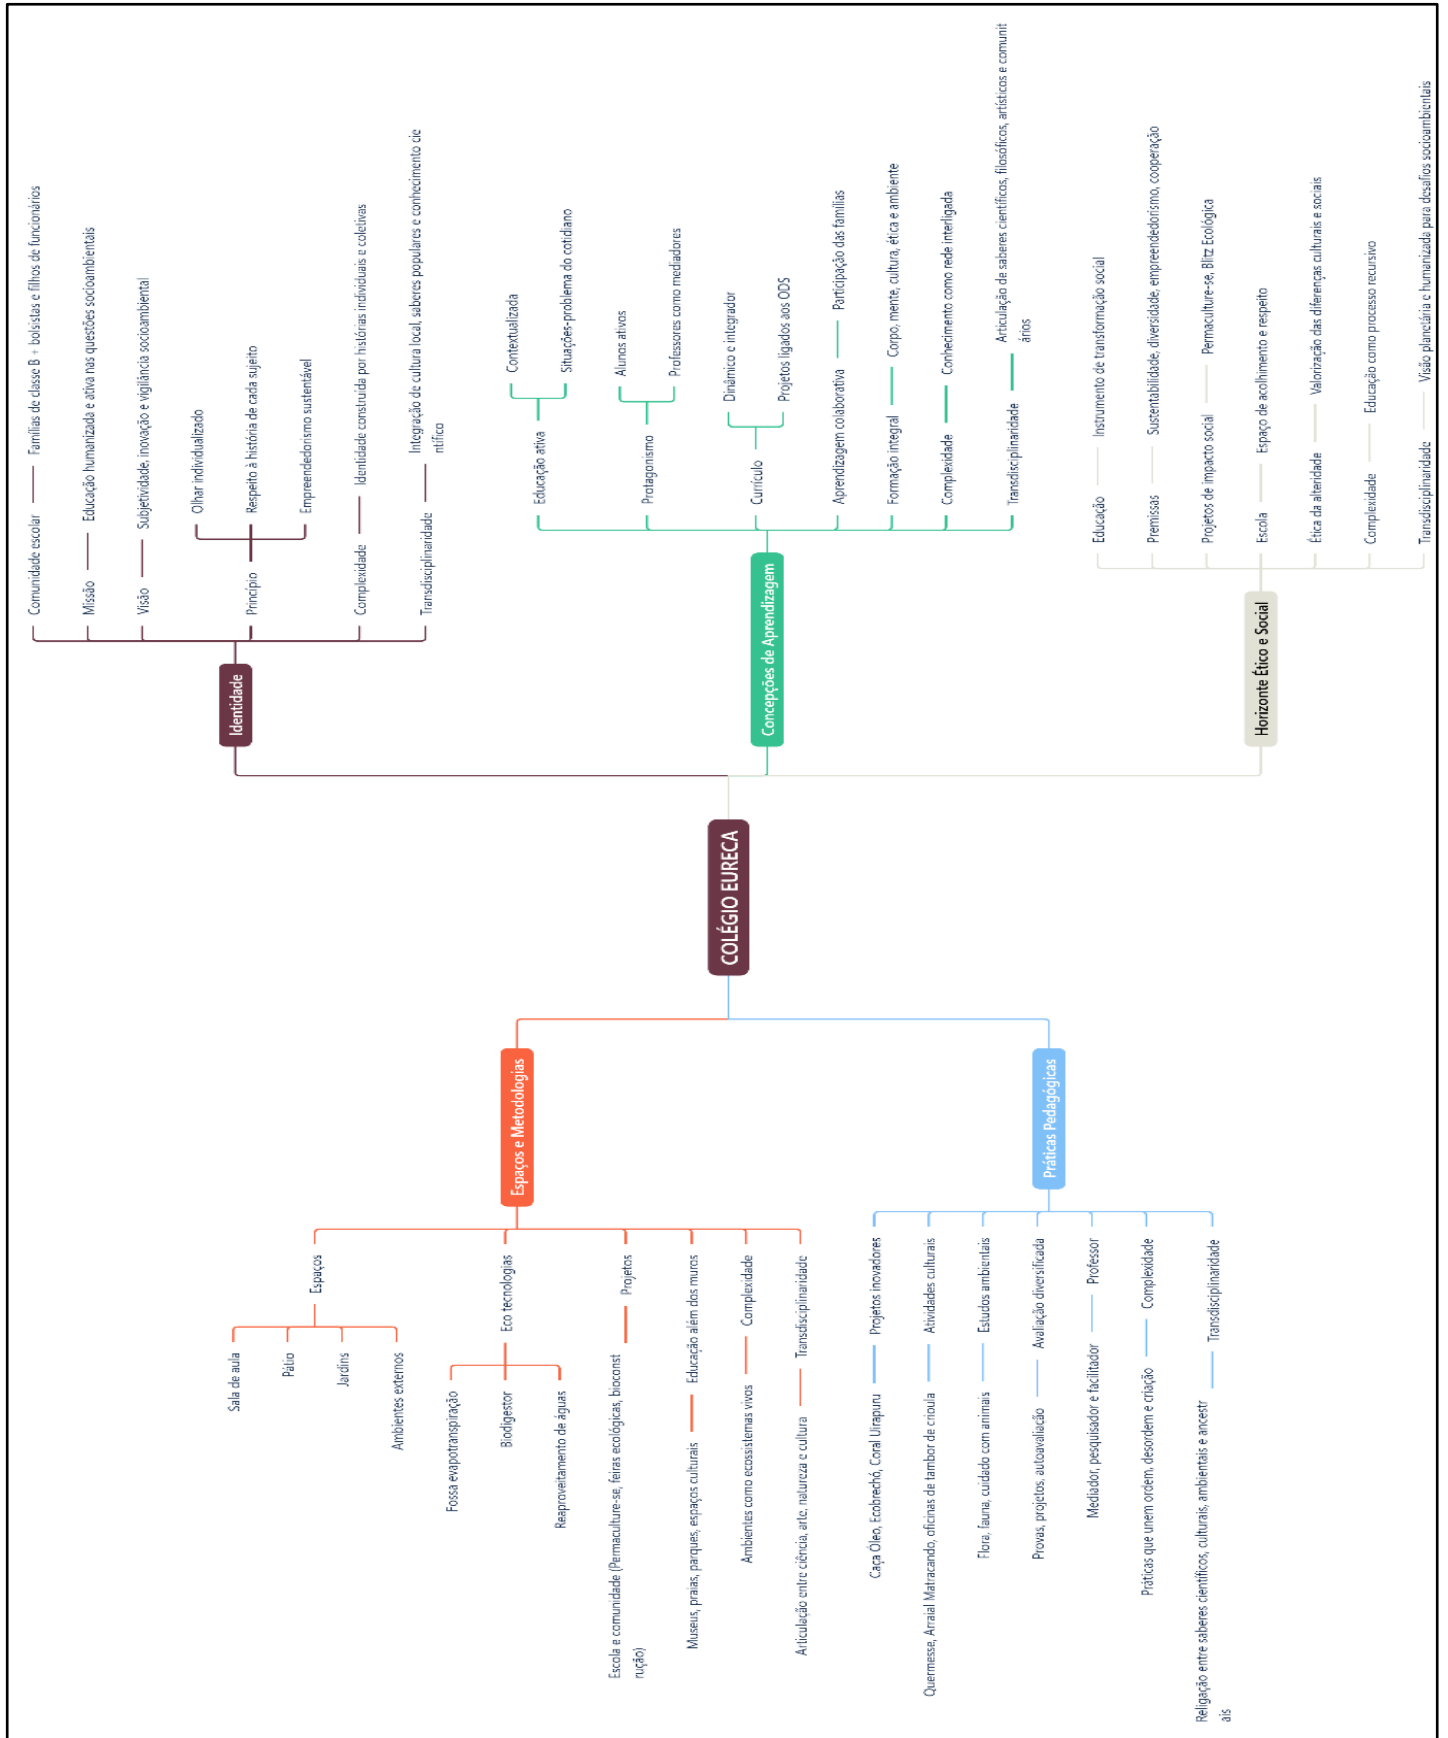 COLÉGIO EURECA
Identidade
Comunidade escolar
Famílias de classe B + bolsistas e filhos de funcionários
Missão
Educação humanizada e ativa nas questões socioambientais
Visão
Subjetividade, inovação e vigilância socioambiental
Princípio
Olhar individualizado
Respeito à história de cada sujeito
Empreendedorismo sustentável
Complexidade
Identidade construída por histórias individuais e coletivas
Transdisciplinaridade
Integração de cultura local, saberes populares e conhecimento cie
ntífico
Concepções de Aprendizagem
Educação ativa
Contextualizada
Situações-problema do cotidiano
Protagonismo
Alunos ativos
Professores como mediadores
Currículo
Dinâmico e integrador
Projetos ligados aos ODS
Aprendizagem colaborativa
Participação das famílias
Formação integral
Corpo, mente, cultura, ética e ambiente
Complexidade
Conhecimento como rede interligada
Transdisciplinaridade
Articulação de saberes científicos, filosóficos, artísticos e comunit
ários
Horizonte Ético e Social
Educação
Instrumento de transformação social
Premissas
Sustentabilidade, diversidade, empreendedorismo, cooperação
Projetos de impacto social
Permaculture-se, Blitz Ecológica
Escola
Espaço de acolhimento e respeito
Ética da alteridade
Valorização das diferenças culturais e sociais
Complexidade
Educação como processo recursivo
Transdisciplinaridade
Visão planetária e humanizada para desafios socioambientais
Espaços e Metodologias
Espaços
Sala de aula
Pátio
Jardins
Ambientes externos
Eco tecnologias
Fossa evapotranspiração
Biodigestor
Reaproveitamento de águas
Projetos
Escola e comunidade (Permaculture-se, feiras ecológicas, bioconst
rução)
Educação além dos muros
Museus, praias, parques, espaços culturais
Complexidade
Ambientes como ecossistemas vivos
Transdisciplinaridade
Articulação entre ciência, arte, natureza e cultura
Práticas Pedagógicas
Projetos inovadores
Caça Óleo, Ecobrechó, Coral Uirapuru
Atividades culturais
Quermesse, Arraial Matracando, oficinas de tambor de crioula
Estudos ambientais
Flora, fauna, cuidado com animais
Avaliação diversificada
Provas, projetos, autoavaliação
Professor
Mediador, pesquisador e facilitador
Complexidade
Práticas que unem ordem, desordem e criação
Transdisciplinaridade
Religação entre saberes científicos, culturais, ambientais e ancestr
ais